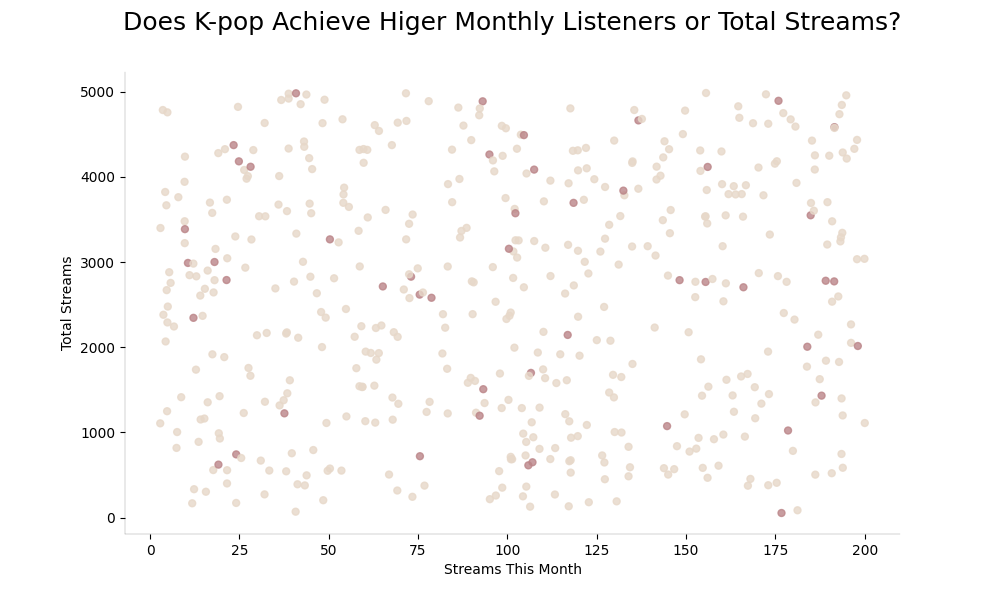 Does K-pop Achieve Higer Monthly Listeners or Total Streams?
5000
4000
3000
2000
1000
0
Total Streams
0 25 50 75 100 125 150 175 200
Streams This Month